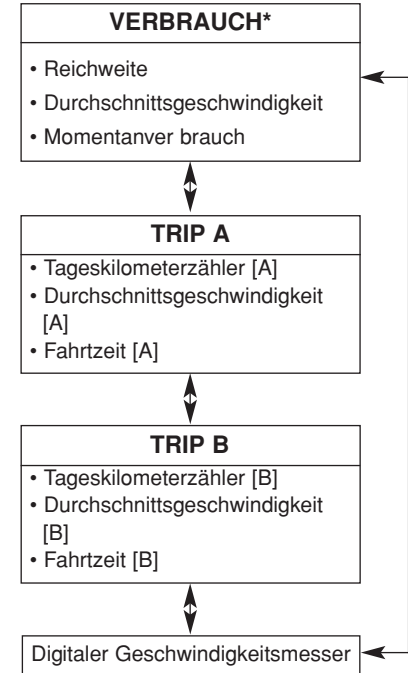 VERBRAUCH*
• Reichweite
• Durchschnittsgeschwindigkeit
• Momentanver brauch
TRIP A
• Tageskilometerzähler [A]
• Durchschnittsgeschwindigkeit
[A]
• Fahrtzeit [A]
TRIP B
• Tageskilometerzähler [B]
• Durchschnittsgeschwindigkeit
[B]
• Fahrtzeit [B]
Digitaler Geschwindigkeitsmesser